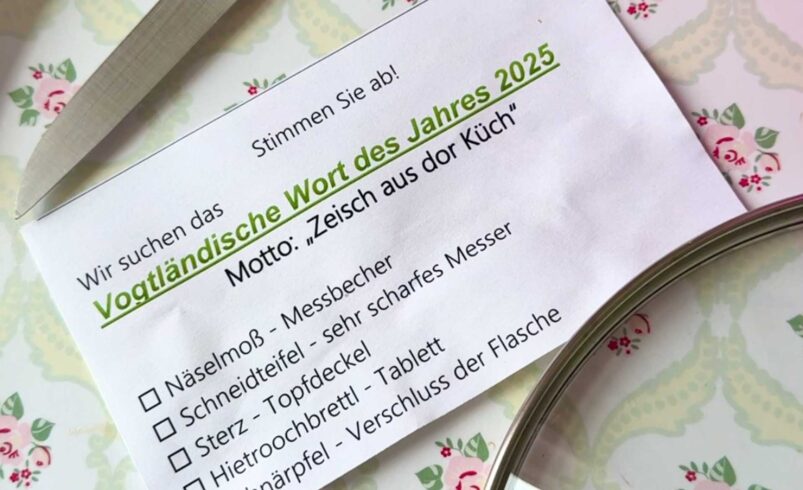 Stimmen Sie ab!
Wir suchen das
Vogtländische Wort des Jahres 2025
Motto: „Zeisch aus dor Küch“
☐ Näselmoß - Messbecher
☐ Schneidteifel - sehr scharfes Messer
☐ Sterz - Topfdeckel
☐ Hietroochbrettl - Tablett
- Verschluss der Flasche